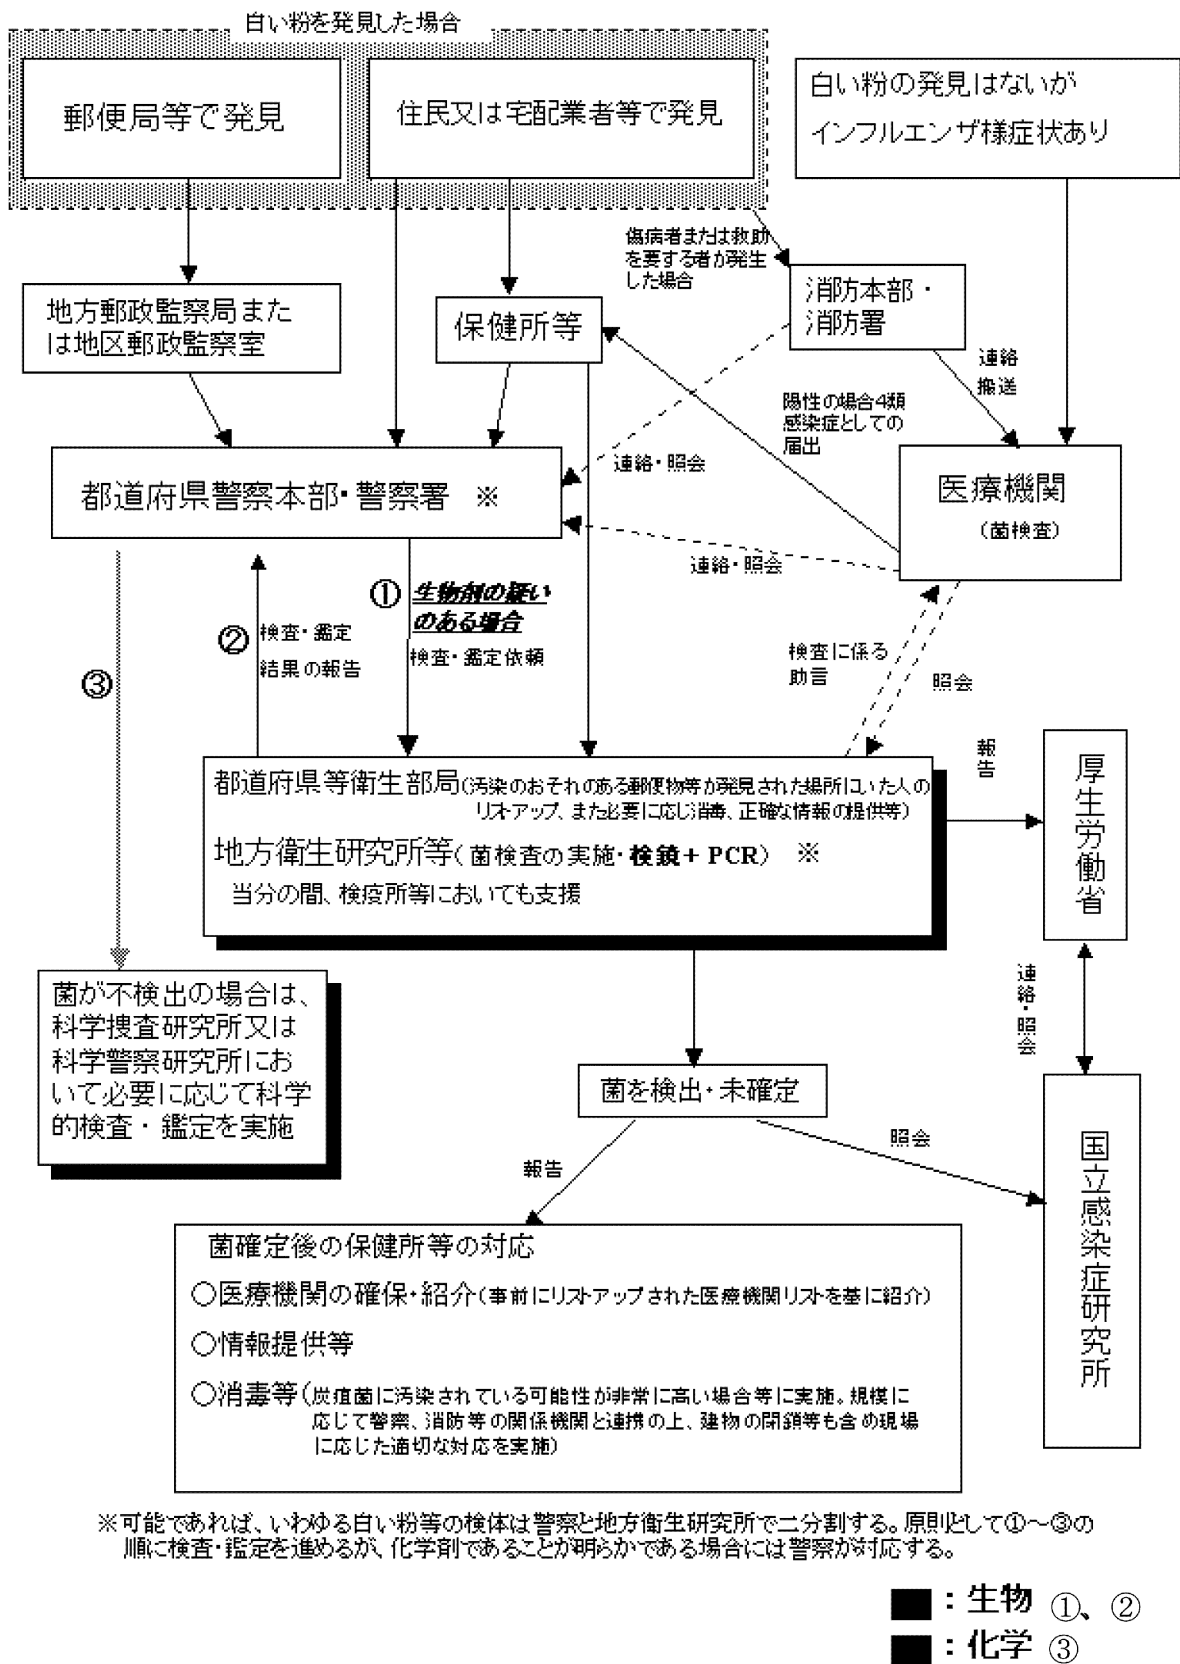 白い粉を発見した場合
郵便局等で発見
住民又は宅配業者等で発見
白い粉の発見はないが
インフルエンザ様症状あり
傷病者または救助
を要する者が発生
した場合
地方郵政監察局また
は地区郵政監察室
保健所等
消防本部・
消防署
連絡
搬送
陽性の場合4類
感染症としての
届出
連絡・照会
都道府県警察本部・警察署 ※
医療機関
(菌検査)
連絡・照会
① 生物剤の疑い
のある場合
検査・鑑定依頼
② 検査・鑑定
結果の報告
③
検査に係る
助言
照会
報告
厚生労働省
都道府県等衛生部局(汚染のおそれのある郵便物等が発見された場所にいた人の
リストアップ、また必要に応じ消毒、正確な情報の提供等)
地方衛生研究所等(菌検査の実施・検鏡+PCR) ※
当分の間、検疫所等においても支援
連絡・照会
菌が不検出の場合は、
科学捜査研究所又は
科学警察研究所にお
いて必要に応じて科学
的検査・鑑定を実施
菌を検出・未確定
報告
照会
国立感染症研究所
菌確定後の保健所等の対応
○医療機関の確保・紹介(事前にリストアップされた医療機関リストを基に紹介)
○情報提供等
○消毒等(炭疽菌に汚染されている可能性が非常に高い場合等に実施。規模に
応じて警察、消防等の関係機関と連携の上、建物の閉鎖等も含め現場
に応じた適切な対応を実施)
※可能であれば、いわゆる白い粉等の検体は警察と地方衛生研究所で二分割する。原則として①~③の
順に検査・鑑定を進めるが、化学剤であることが明らかである場合には警察が対応する。
■:生物 ①、②
■:化学 ③